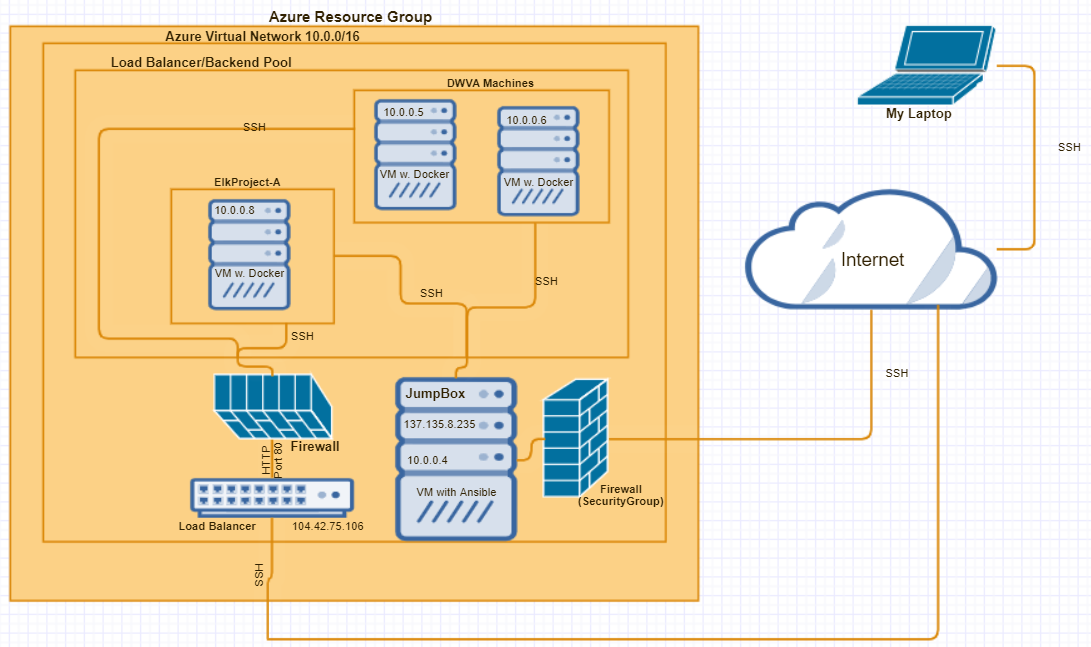 Azure Resource Group
Azure Virtual Network 10.0.0/16
Load Balancer/Backend Pool
DWVA Machines
10.0.0.5
VM w. Docker
10.0.0.6
VM w. Docker
SSH
ElkProject-A
10.0.0.8
VM w. Docker
SSH
SSH
SSH
Firewall
HTTP
Port 80
Load Balancer
104.42.75.106
SSH
JumpBox
137.135.8.235
10.0.0.4
VM with Ansible
Firewall
(SecurityGroup)
My Laptop
SSH
Internet
SSH